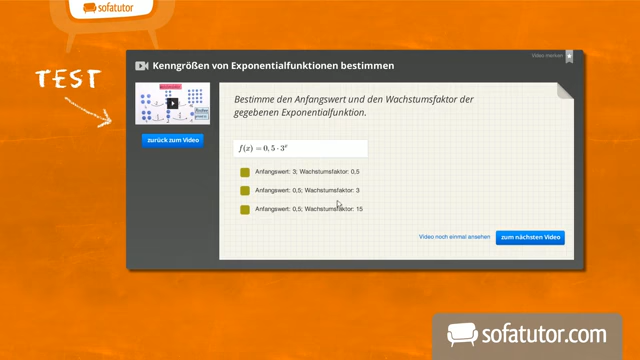 sofatutor
TEST
Video merken
Kenngrößen von Exponentialfunktionen bestimmen
zurück zum Video
Bestimme den Anfangswert und den Wachstumsfaktor der
gegebenen Exponentialfunktion.
f(x) = 0,5 · 3ˣ
Anfangswert: 3; Wachstumsfaktor: 0,5
Anfangswert: 0,5; Wachstumsfaktor: 3
Anfangswert: 0,5; Wachstumsfaktor: 15
Video noch einmal ansehen
zum nächsten Video
sofatutor.com